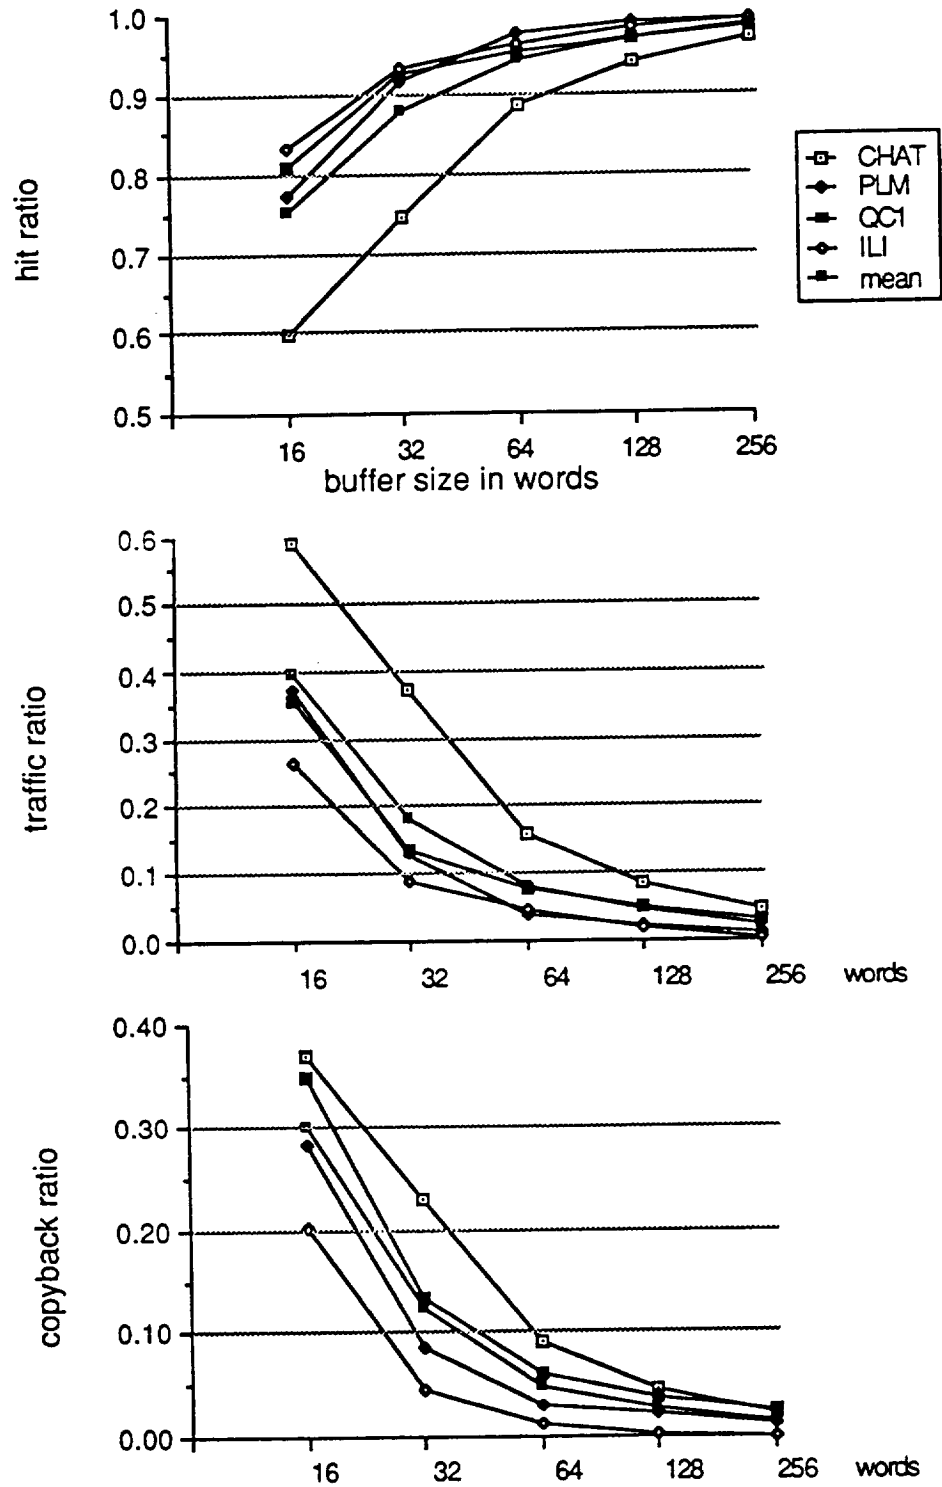 1.0
0.9
0.8
0.7
0.6
0.5
hit ratio
16 32 64 128 256
buffer size in words
CHAT
PLM
QC1
ILI
mean
0.6
0.5
0.4
0.3
0.2
0.1
0.0
traffic ratio
16 32 64 128 256 words
0.40
0.30
0.20
0.10
0.00
copyback ratio
16 32 64 128 256 words